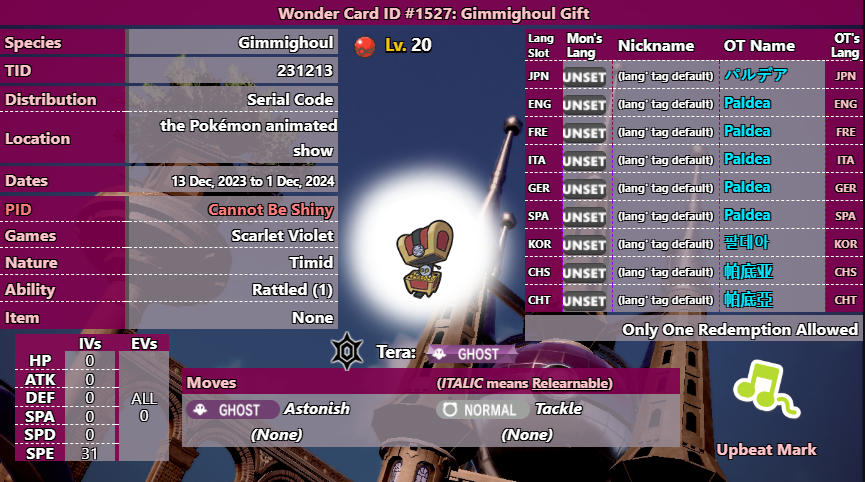 Wonder Card ID #1527: Gimmighoul Gift
Species Gimmighoul
TID 231213
Distribution Serial Code
Location the Pokémon animated show
Dates 13 Dec, 2023 to 1 Dec, 2024
PID Cannot Be Shiny
Games Scarlet Violet
Nature Timid
Ability Rattled (1)
Item None
Lv. 20
Lang Slot Mon's Lang Nickname OT Name OT's Lang
JPN UNSET (lang' tag default) パルデア JPN
ENG UNSET (lang' tag default) Paldea ENG
FRE UNSET (lang' tag default) Paldea FRE
ITA UNSET (lang' tag default) Paldea ITA
GER UNSET (lang' tag default) Paldea GER
SPA UNSET (lang' tag default) Paldea SPA
KOR UNSET (lang' tag default) 팔데아 KOR
CHS UNSET (lang' tag default) 帕底亚 CHS
CHT UNSET (lang' tag default) 帕底亞 CHT
Only One Redemption Allowed
IVs EVs
HP 0
ATK 0
DEF 0 ALL
SPA 0 0
SPD 0
SPE 31
Tera: GHOST
Moves (ITALIC means Relearnable)
GHOST Astonish NORMAL Tackle
(None) (None)
Upbeat Mark